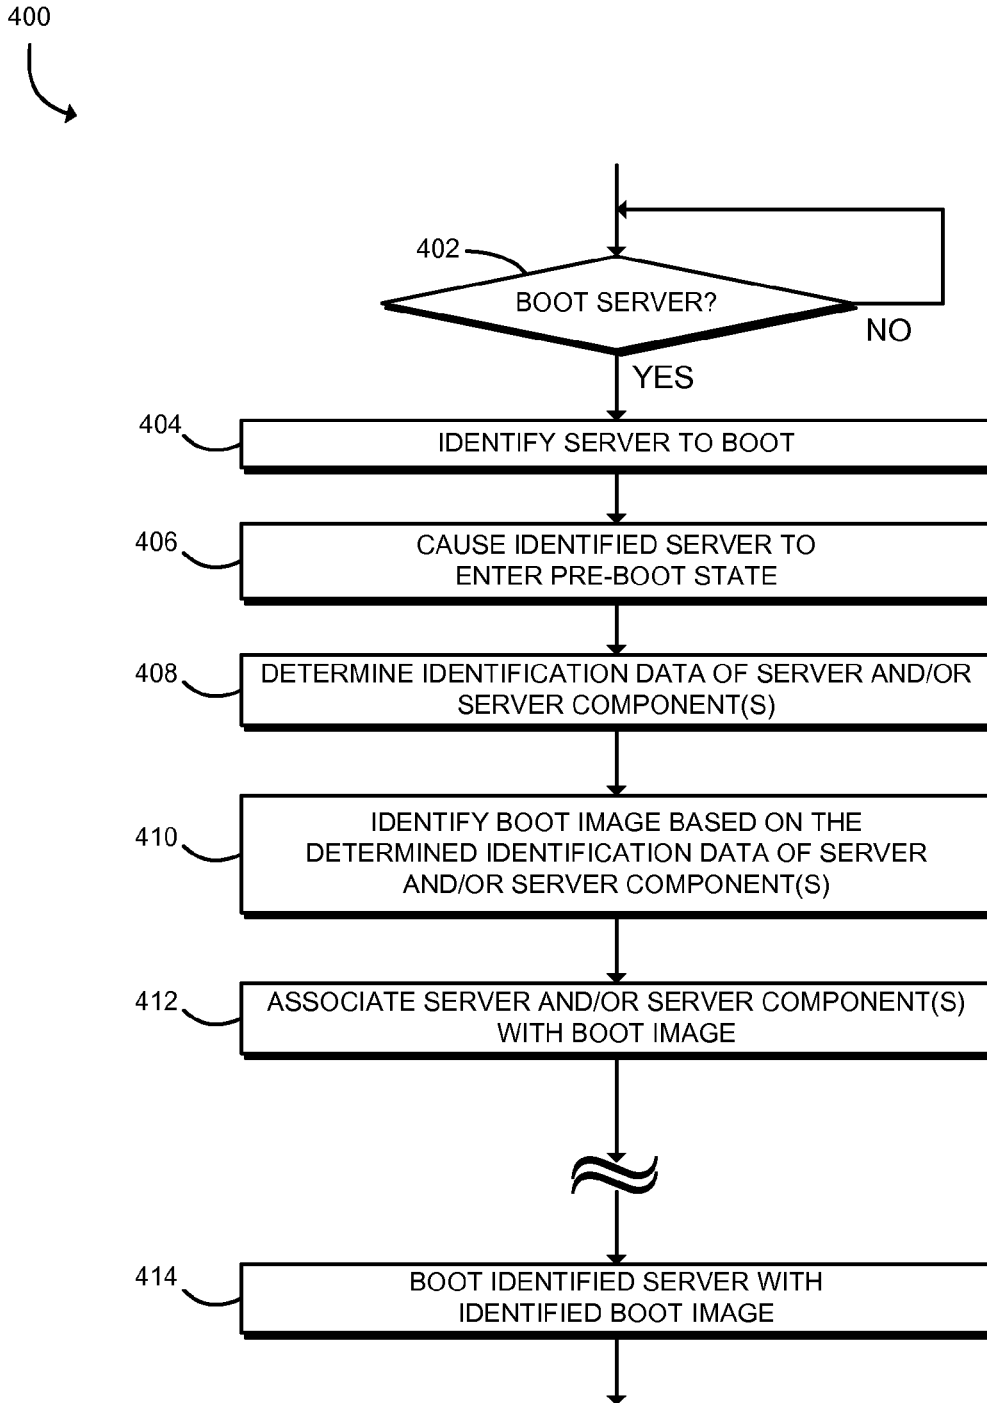 400
402
BOOT SERVER?
NO
YES
404
IDENTIFY SERVER TO BOOT
406
CAUSE IDENTIFIED SERVER TO
ENTER PRE-BOOT STATE
408
DETERMINE IDENTIFICATION DATA OF SERVER AND/OR
SERVER COMPONENT(S)
410
IDENTIFY BOOT IMAGE BASED ON THE
DETERMINED IDENTIFICATION DATA OF SERVER
AND/OR SERVER COMPONENT(S)
412
ASSOCIATE SERVER AND/OR SERVER COMPONENT(S)
WITH BOOT IMAGE
414
BOOT IDENTIFIED SERVER WITH
IDENTIFIED BOOT IMAGE